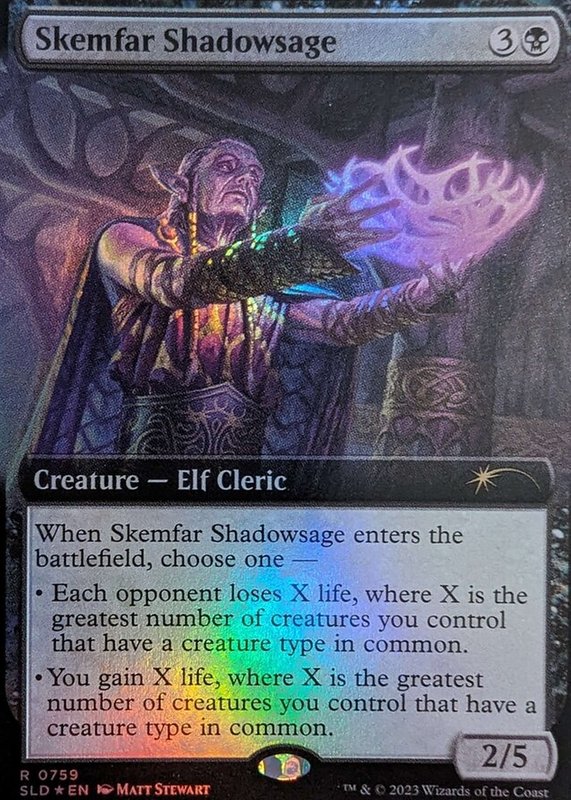 Skemfar Shadowsage 3
Creature — Elf Cleric
When Skemfar Shadowsage enters the
battlefield, choose one —
• Each opponent loses X life, where X is the
greatest number of creatures you control
that have a creature type in common.
• You gain X life, where X is the greatest
number of creatures you control that have a
creature type in common.
2/5
R 0759
SLD ★ EN MATT STEWART
™ & © 2023 Wizards of the Coast